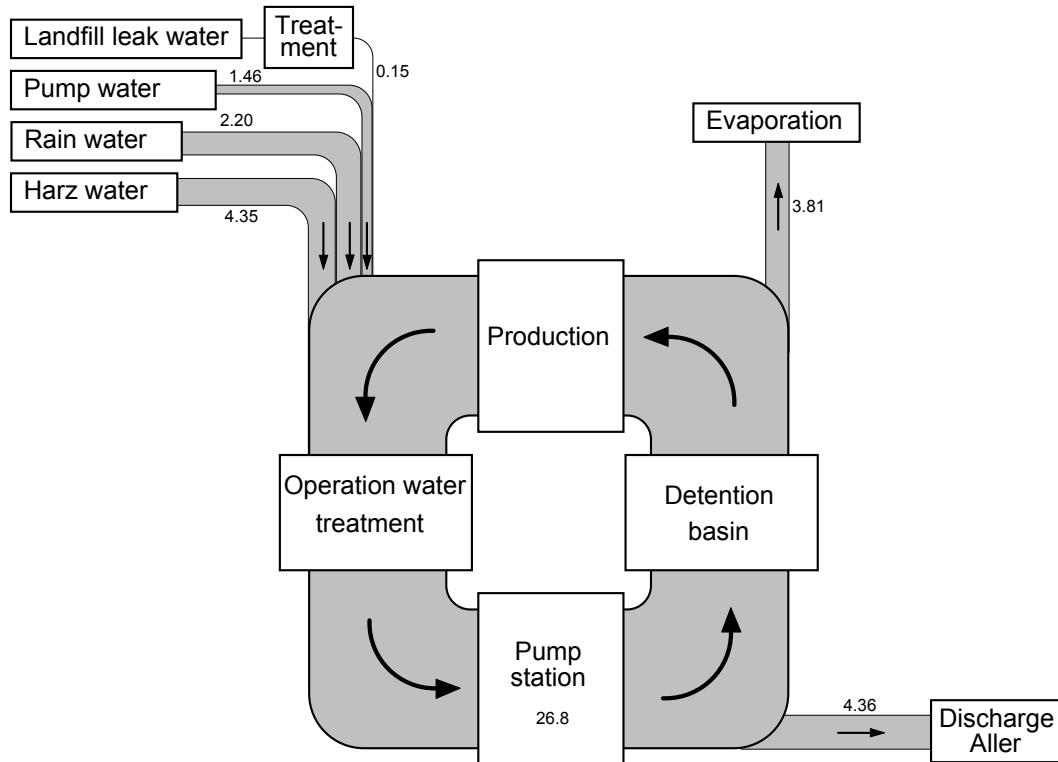 Landfill leak water
Treat-
ment
0.15
Pump water
1.46
Rain water
2.20
Harz water
4.35
Evaporation
3.81
Production
Operation water
treatment
Detention
basin
Pump
station
26.8
4.36
Discharge
Aller